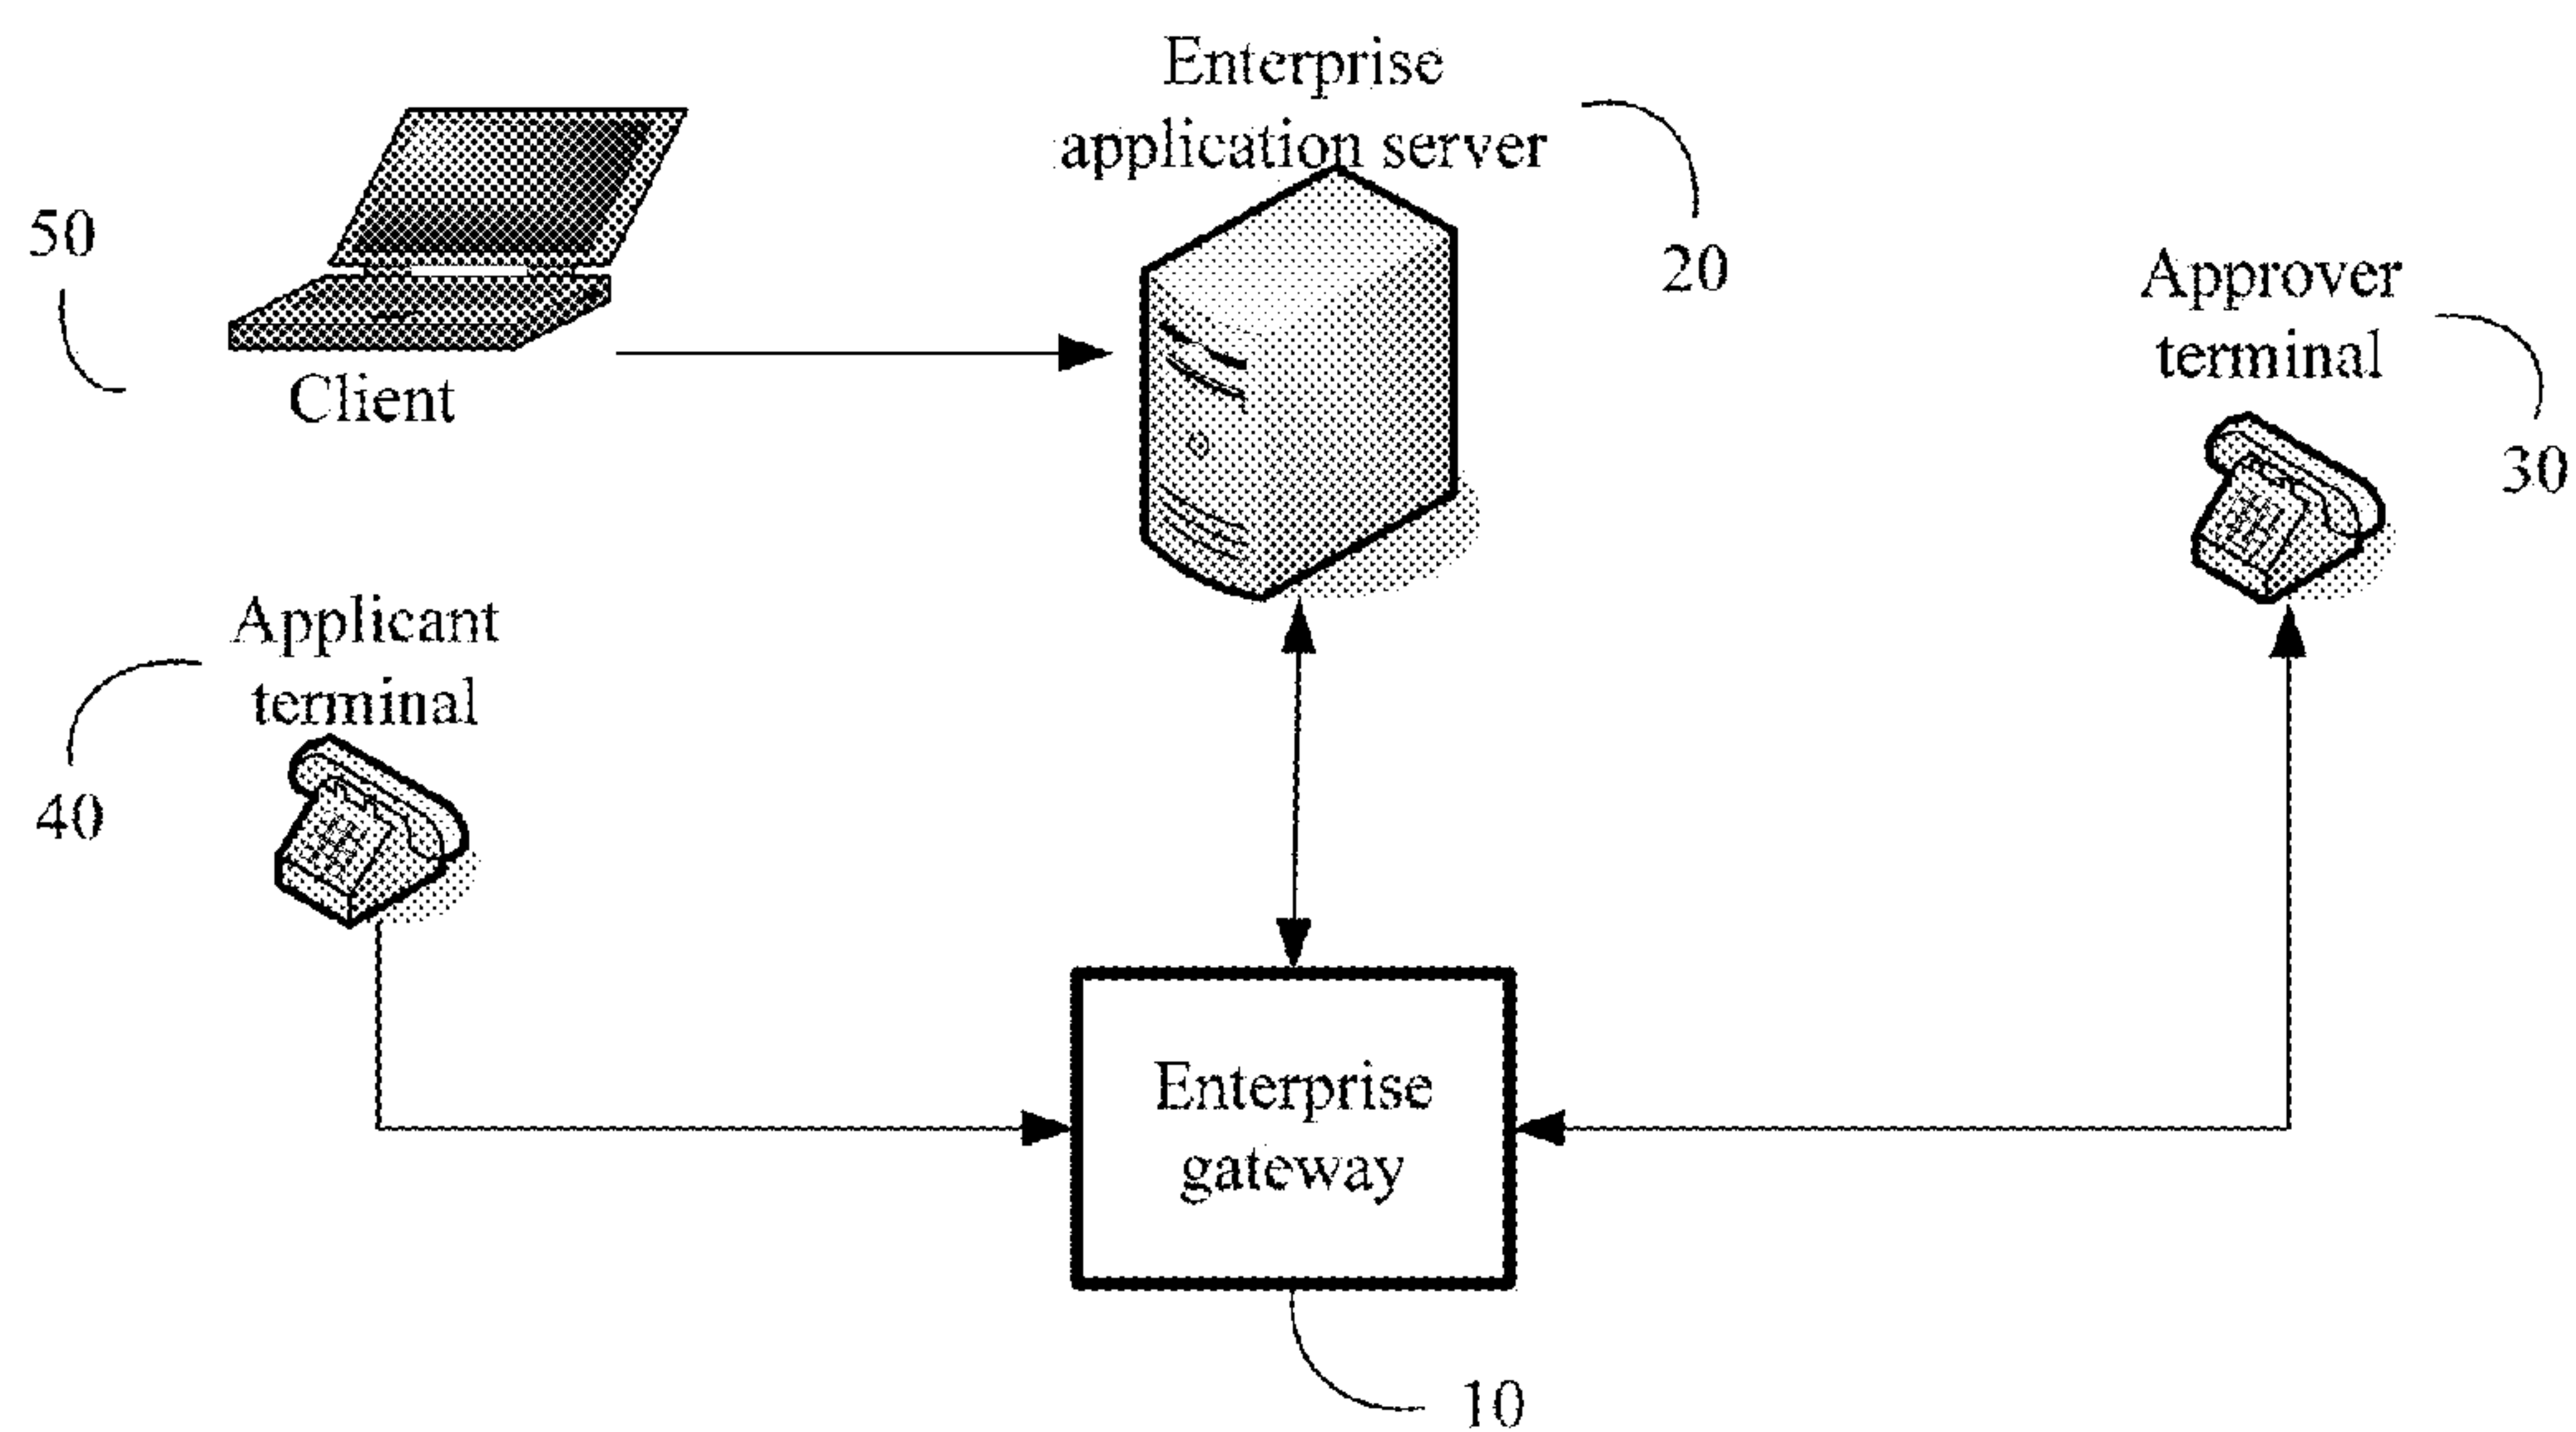 Enterprise
application server
50
20
Client
Approver
terminal
30
Applicant
terminal
40
Enterprise
gateway
10